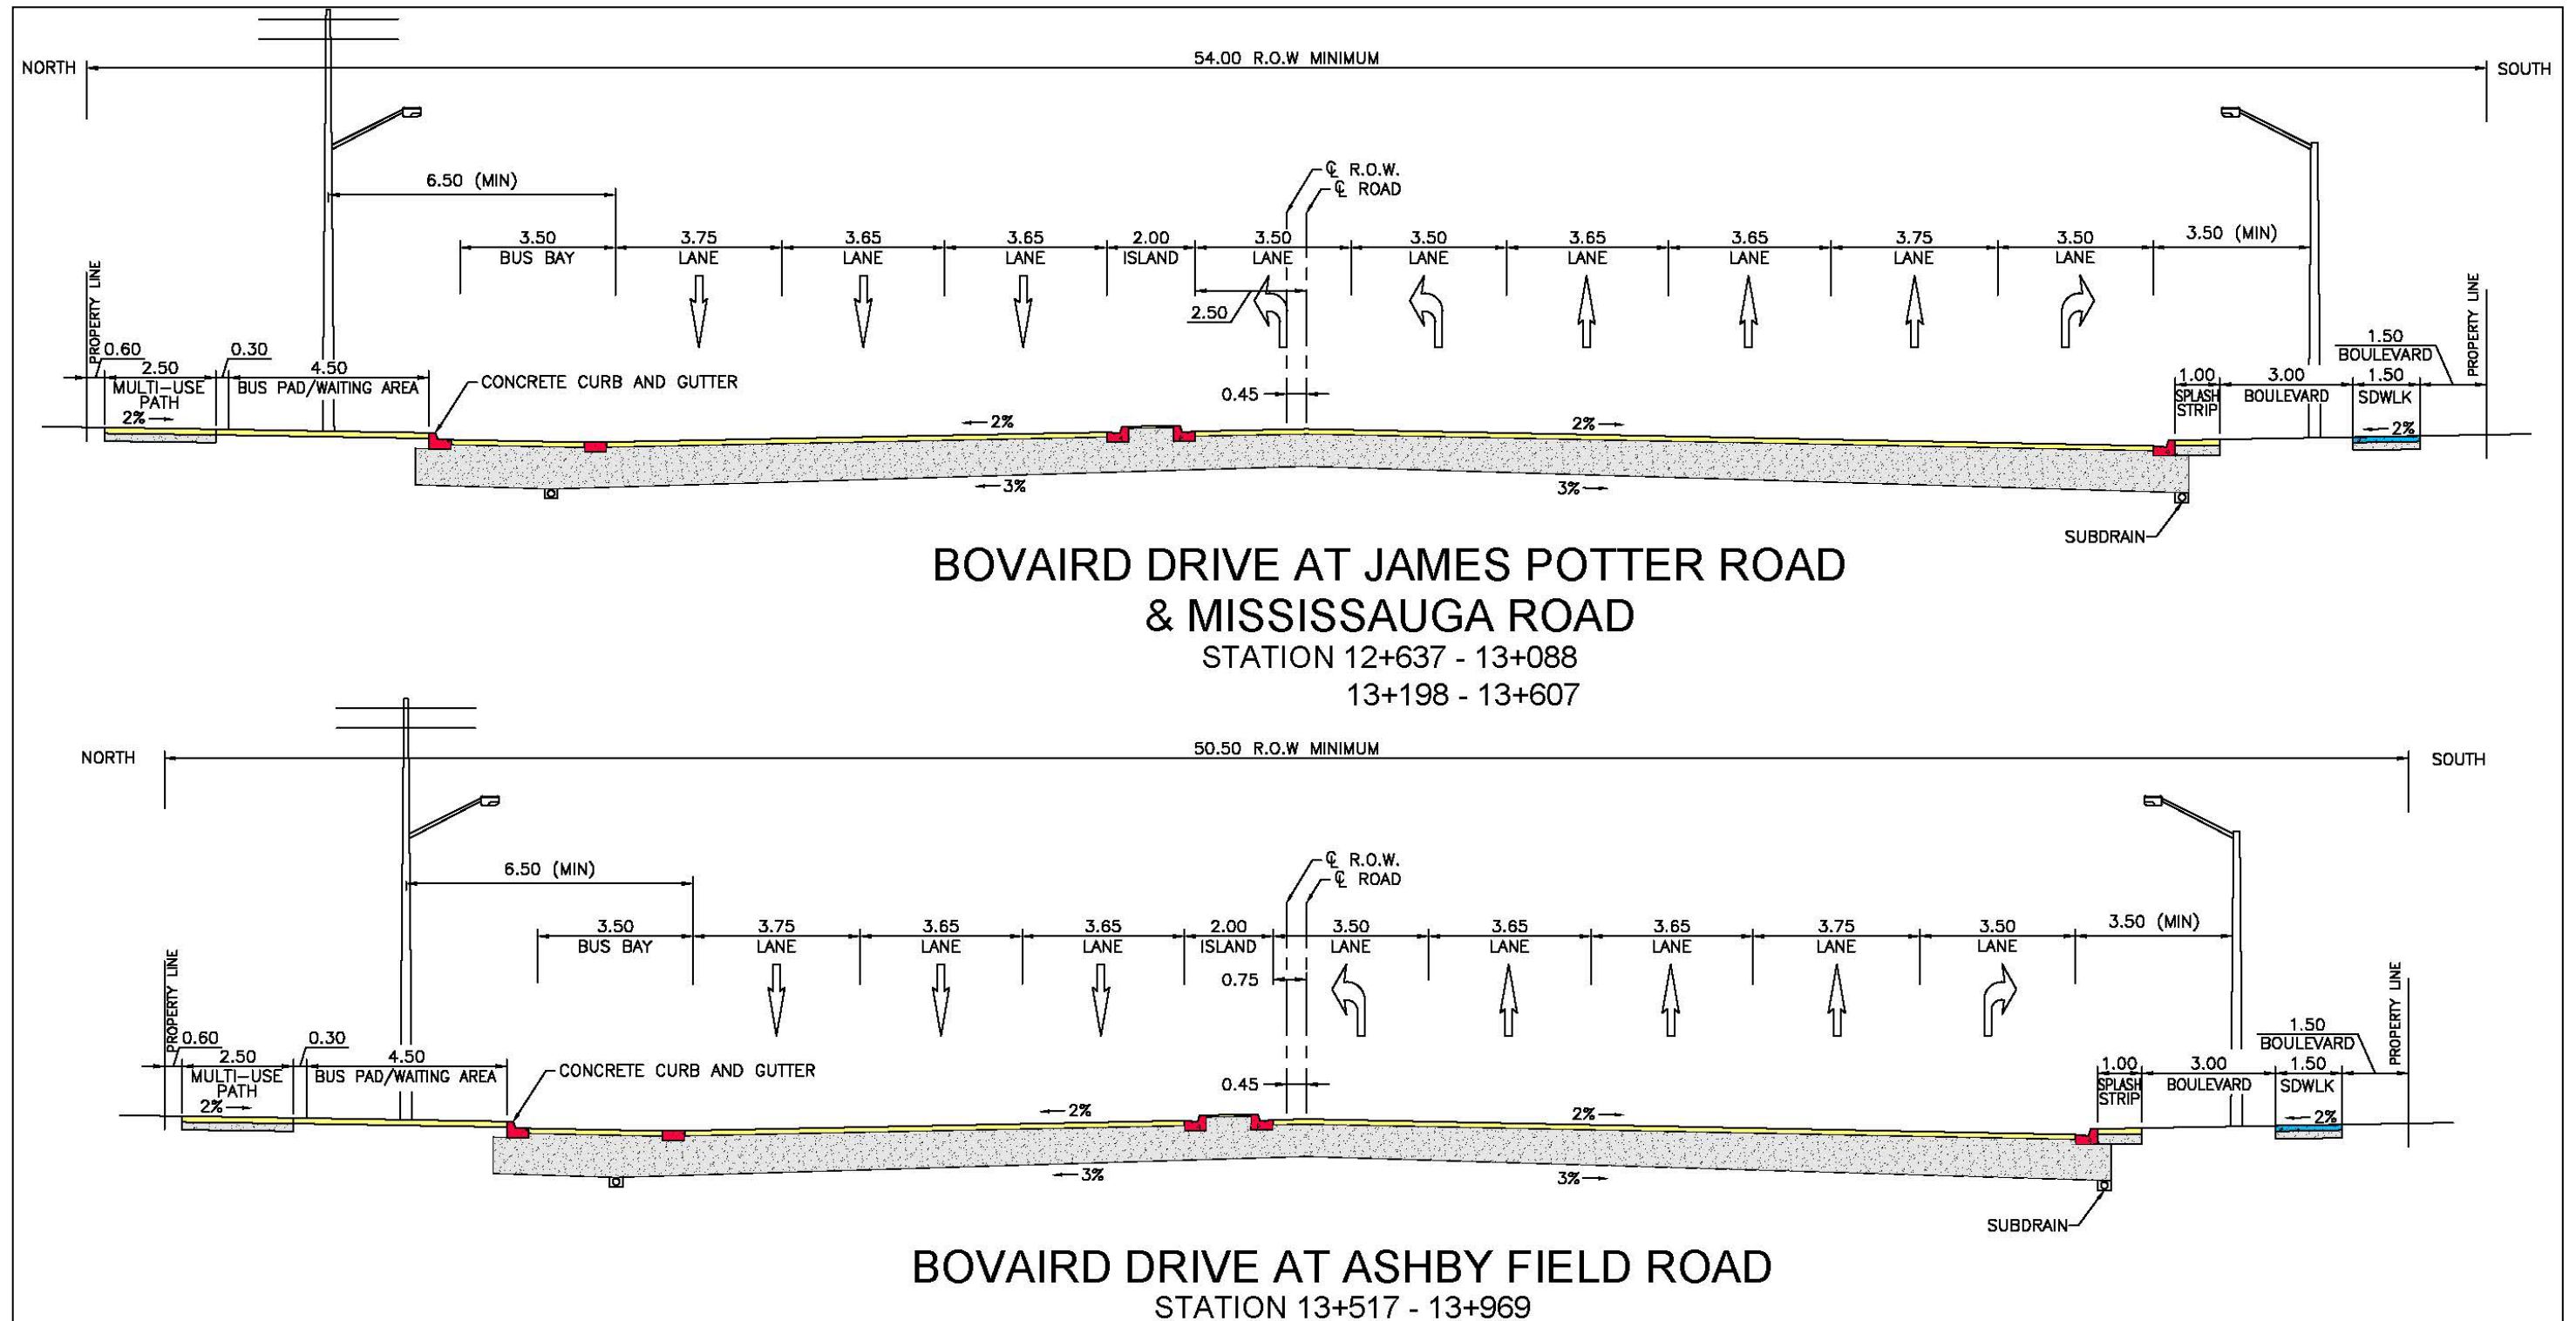 54.00 R.O.W MINIMUM
NORTH
SOUTH
℄ R.O.W.
℄ ROAD
6.50 (MIN)
3.50 3.75 3.65 3.65 2.00 3.50 3.50 3.65 3.65 3.75 3.50 3.50 (MIN)
BUS BAY LANE LANE LANE ISLAND LANE LANE LANE LANE LANE LANE
2.50
PROPERTY LINE
PROPERTY LINE
0.60 0.30
1.50
BOULEVARD
2.50 4.50
MULTI-USE BUS PAD/WAITING AREA
PATH
CONCRETE CURB AND GUTTER
0.45
1.00 3.00 1.50
SPLASH BOULEVARD SDWLK
STRIP
2% 2% 2% 2%
3% 3%
SUBDRAIN
BOVAIRD DRIVE AT JAMES POTTER ROAD
& MISSISSAUGA ROAD
STATION 12+637 - 13+088
13+198 - 13+607
50.50 R.O.W MINIMUM
NORTH
SOUTH
℄ R.O.W.
℄ ROAD
6.50 (MIN)
3.50 3.75 3.65 3.65 2.00 3.50 3.65 3.65 3.75 3.50 3.50 (MIN)
BUS BAY LANE LANE LANE ISLAND LANE LANE LANE LANE LANE
0.75
PROPERTY LINE
PROPERTY LINE
0.60 0.30
1.50
BOULEVARD
2.50 4.50
MULTI-USE BUS PAD/WAITING AREA
PATH
CONCRETE CURB AND GUTTER
0.45
1.00 3.00 1.50
SPLASH BOULEVARD SDWLK
STRIP
2% 2% 2% 2%
3% 3%
SUBDRAIN
BOVAIRD DRIVE AT ASHBY FIELD ROAD
STATION 13+517 - 13+969